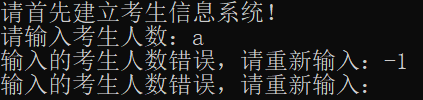 请首先建立考生信息系统！
请输入考生人数：a
输入的考生人数错误，请重新输入：-1
输入的考生人数错误，请重新输入：